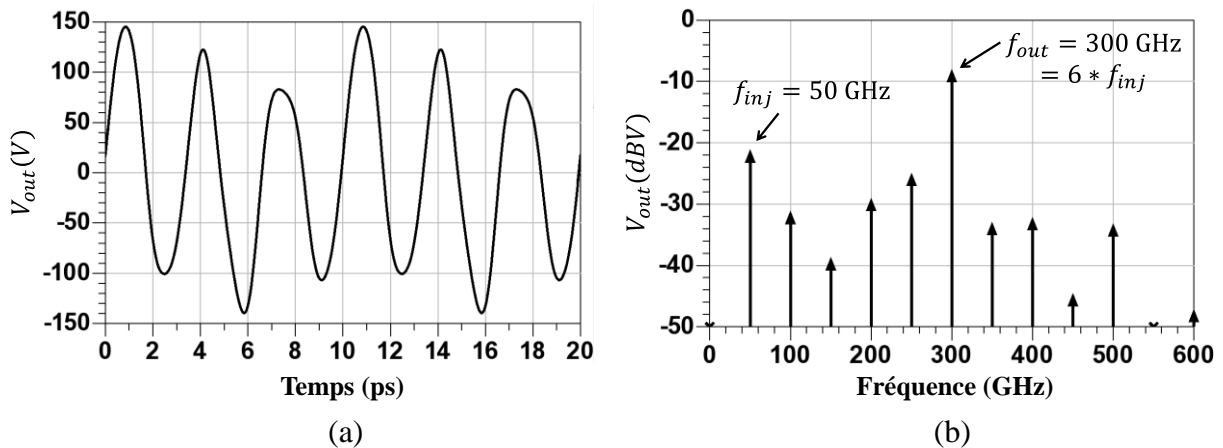 150
100
50
0
-50
-100
-150
V_out(V)
0 2 4 6 8 10 12 14 16 18 20
Temps (ps)
(a)
0
-10
-20
-30
-40
-50
V_out(dBV)
f_inj = 50 GHz
f_out = 300 GHz
= 6 * f_inj
0 100 200 300 400 500 600
Fréquence (GHz)
(b)